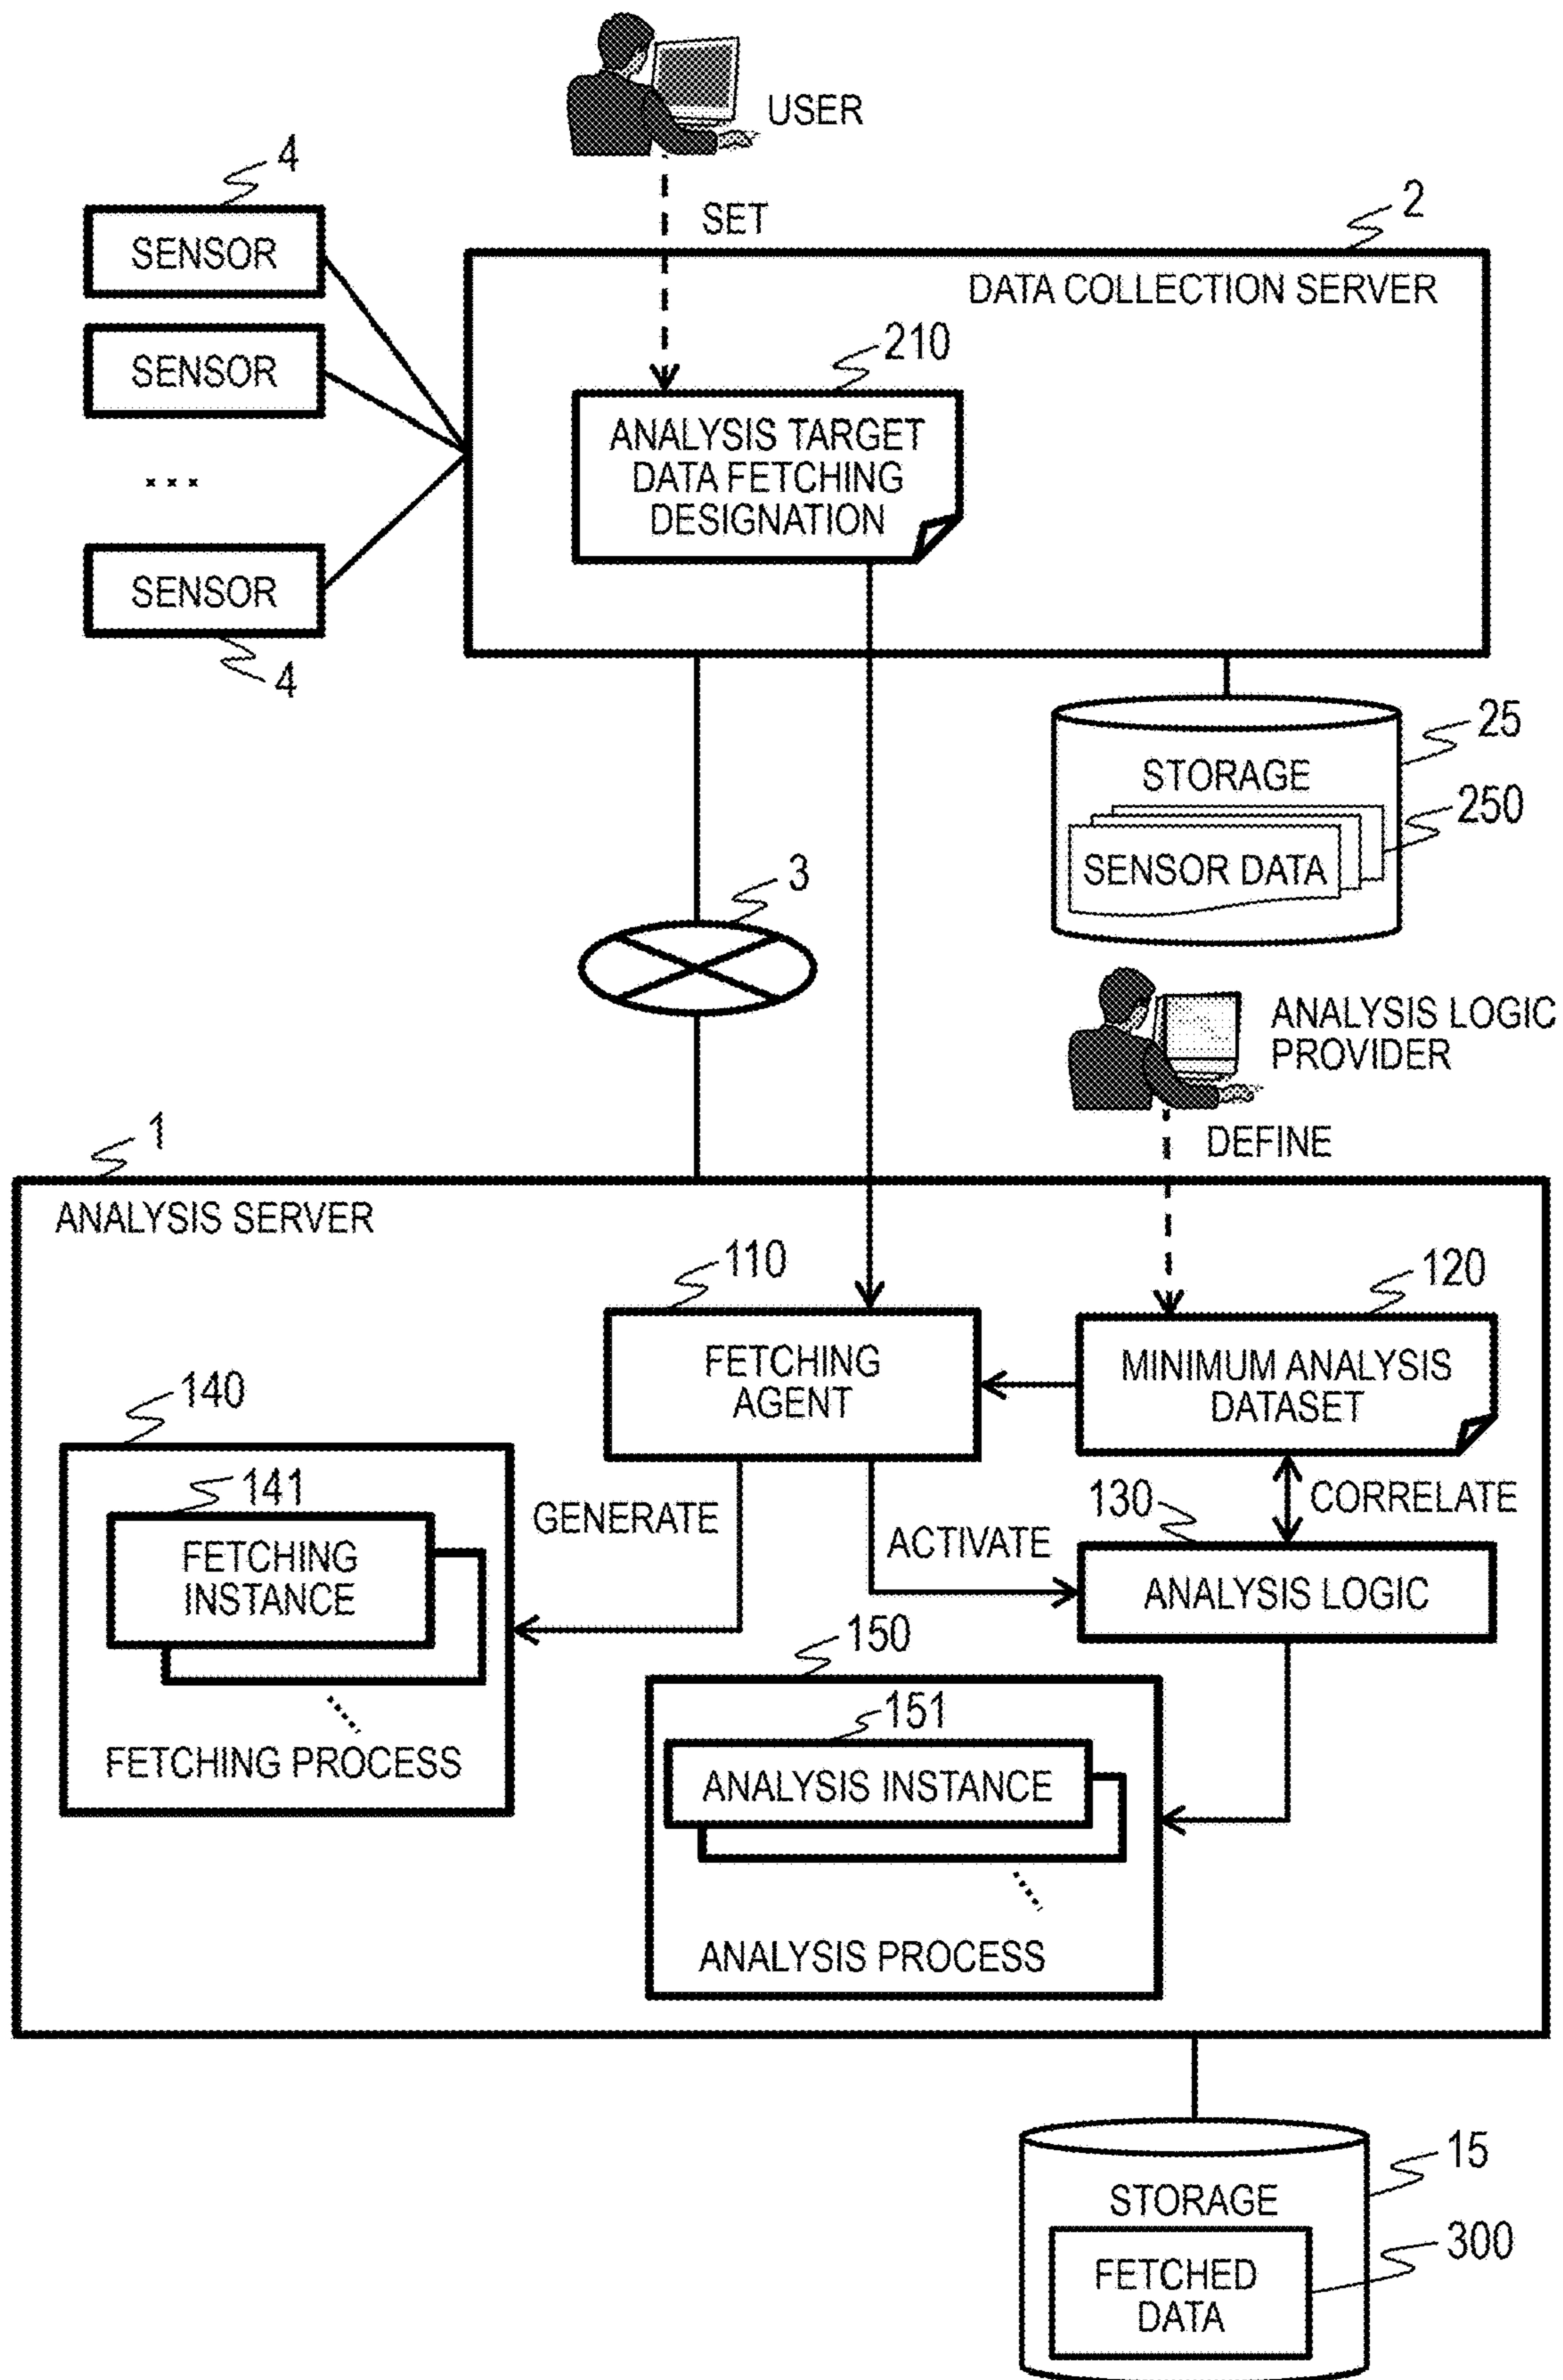 USER
4
SET
2
SENSOR
DATA COLLECTION SERVER
SENSOR
210
ANALYSIS TARGET
DATA FETCHING
DESIGNATION
...
SENSOR
4
25
STORAGE
250
SENSOR DATA
3
ANALYSIS LOGIC
PROVIDER
1
DEFINE
ANALYSIS SERVER
110
120
FETCHING
AGENT
MINIMUM ANALYSIS
DATASET
140
141
GENERATE
130
CORRELATE
FETCHING
INSTANCE
ACTIVATE
ANALYSIS LOGIC
150
151
FETCHING PROCESS
ANALYSIS INSTANCE
ANALYSIS PROCESS
15
STORAGE
300
FETCHED
DATA